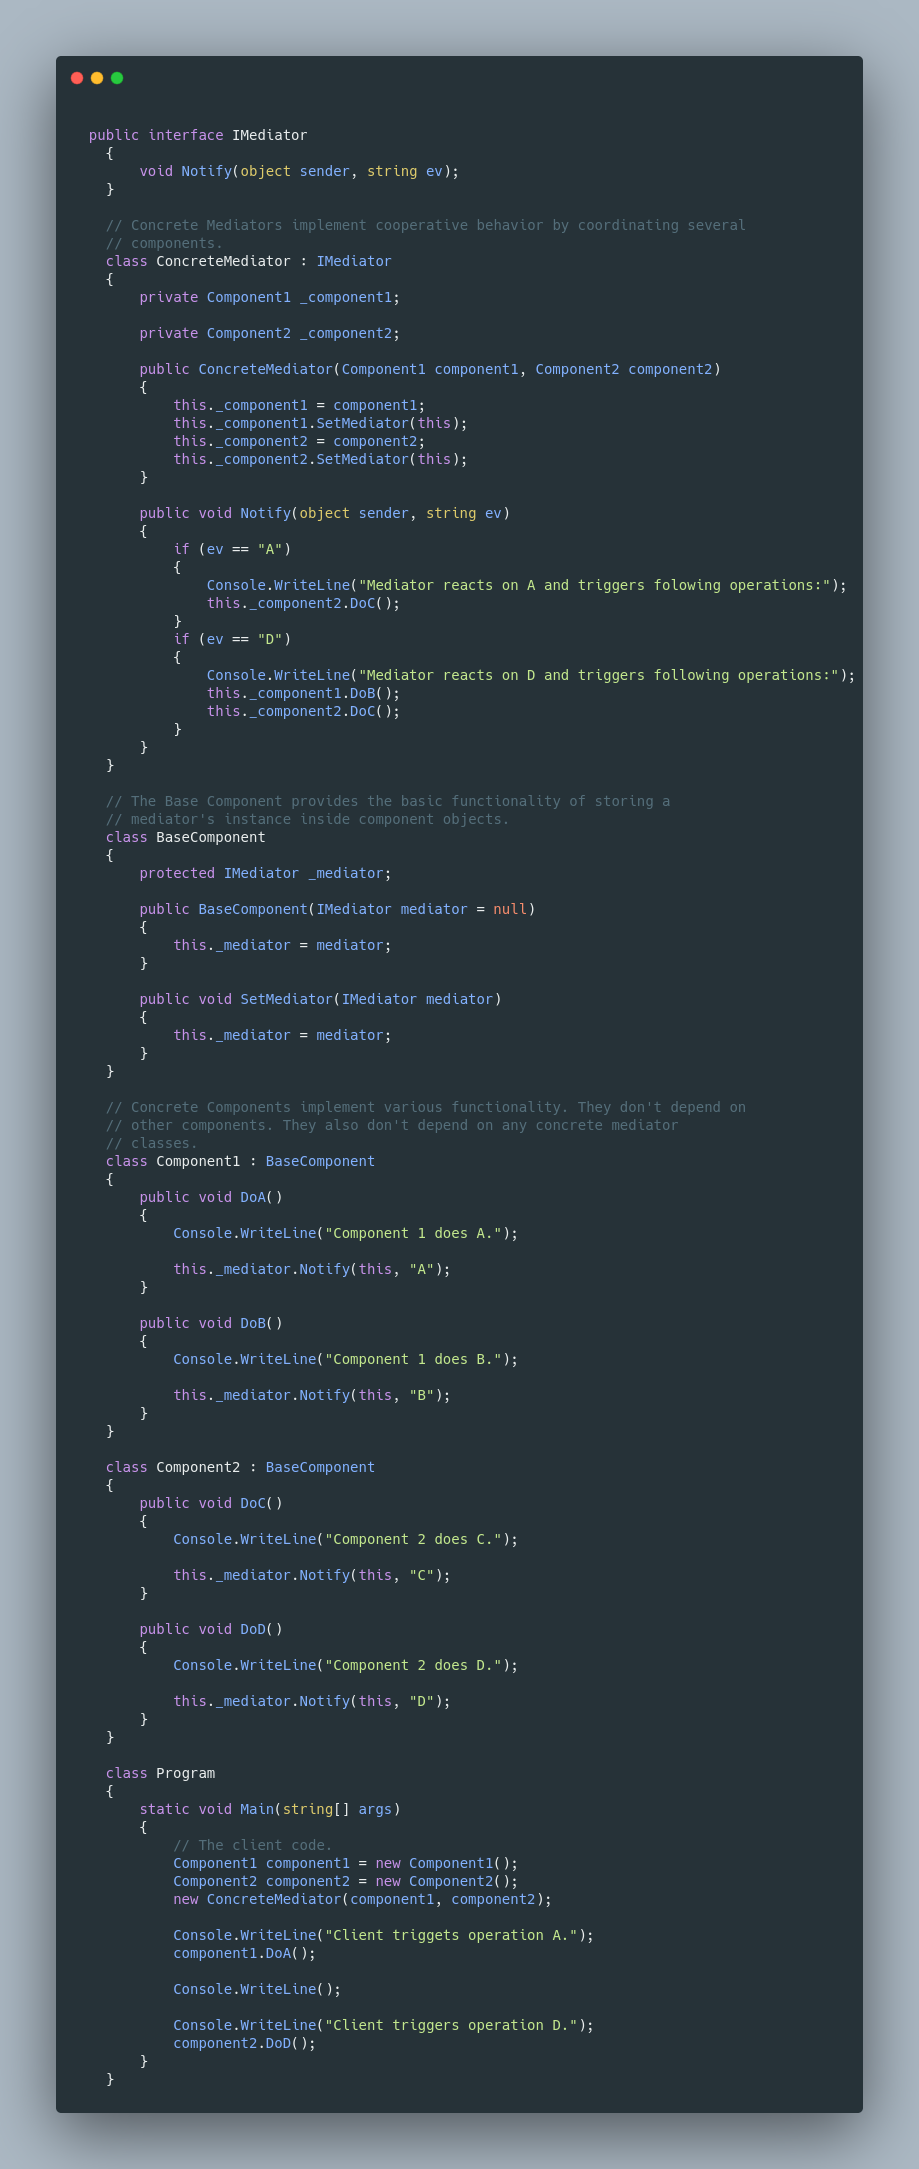 public interface IMediator
{
void Notify(object sender, string ev);
}
// Concrete Mediators implement cooperative behavior by coordinating several
// components.
class ConcreteMediator : IMediator
{
private Component1 _component1;
private Component2 _component2;
public ConcreteMediator(Component1 component1, Component2 component2)
{
this._component1 = component1;
this._component1.SetMediator(this);
this._component2 = component2;
this._component2.SetMediator(this);
}
public void Notify(object sender, string ev)
{
if (ev == "A")
{
Console.WriteLine("Mediator reacts on A and triggers folowing operations:");
this._component2.DoC();
}
if (ev == "D")
{
Console.WriteLine("Mediator reacts on D and triggers following operations:");
this._component1.DoB();
this._component2.DoC();
}
}
}
// The Base Component provides the basic functionality of storing a
// mediator's instance inside component objects.
class BaseComponent
{
protected IMediator _mediator;
public BaseComponent(IMediator mediator = null)
{
this._mediator = mediator;
}
public void SetMediator(IMediator mediator)
{
this._mediator = mediator;
}
}
// Concrete Components implement various functionality. They don't depend on
// other components. They also don't depend on any concrete mediator
// classes.
class Component1 : BaseComponent
{
public void DoA()
{
Console.WriteLine("Component 1 does A.");
this._mediator.Notify(this, "A");
}
public void DoB()
{
Console.WriteLine("Component 1 does B.");
this._mediator.Notify(this, "B");
}
}
class Component2 : BaseComponent
{
public void DoC()
{
Console.WriteLine("Component 2 does C.");
this._mediator.Notify(this, "C");
}
public void DoD()
{
Console.WriteLine("Component 2 does D.");
this._mediator.Notify(this, "D");
}
}
class Program
{
static void Main(string[] args)
{
// The client code.
Component1 component1 = new Component1();
Component2 component2 = new Component2();
new ConcreteMediator(component1, component2);
Console.WriteLine("Client triggets operation A.");
component1.DoA();
Console.WriteLine();
Console.WriteLine("Client triggers operation D.");
component2.DoD();
}
}